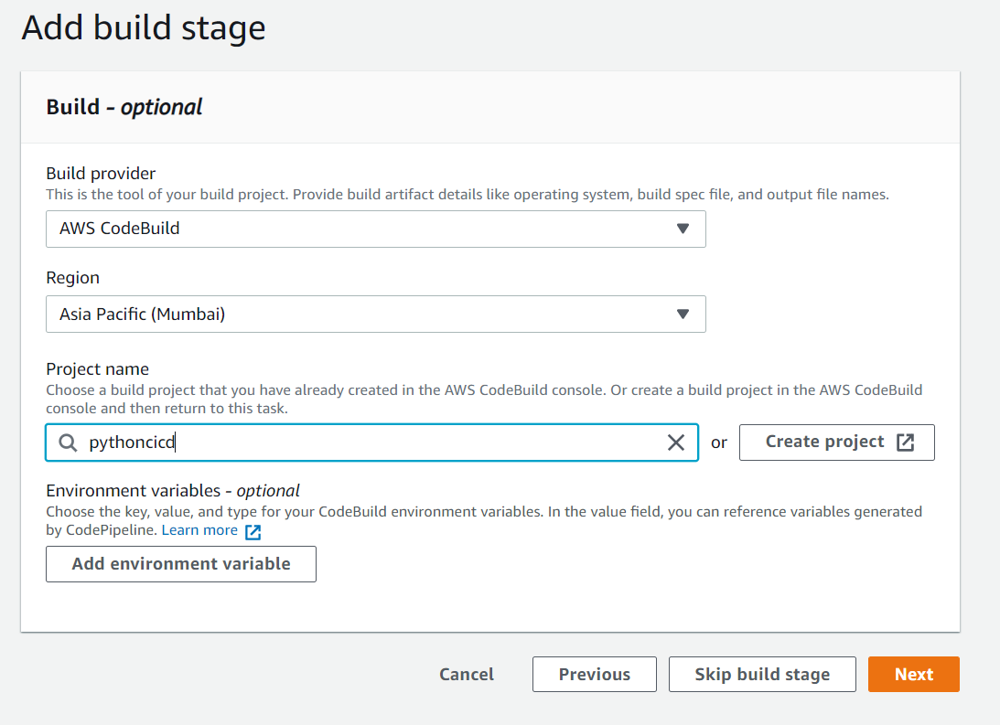 Add build stage
Build - optional
Build provider
This is the tool of your build project. Provide build artifact details like operating system, build spec file, and output file names.
AWS CodeBuild
Region
Asia Pacific (Mumbai)
Project name
Choose a build project that you have already created in the AWS CodeBuild console. Or create a build project in the AWS CodeBuild
console and then return to this task.
pythoncicd or Create project
Environment variables - optional
Choose the key, value, and type for your CodeBuild environment variables. In the value field, you can reference variables generated
by CodePipeline. Learn more
Add environment variable
Cancel Previous Skip build stage Next